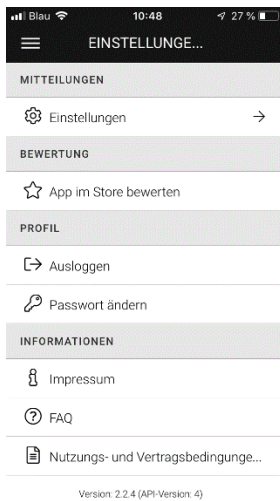 Blau 10:48 27 %
EINSTELLUNGE...
MITTEILUNGEN
Einstellungen
BEWERTUNG
App im Store bewerten
PROFIL
Ausloggen
Passwort ändern
INFORMATIONEN
Impressum
FAQ
Nutzungs- und Vertragsbedingunge...
Version: 2.2.4 (API-Version: 4)